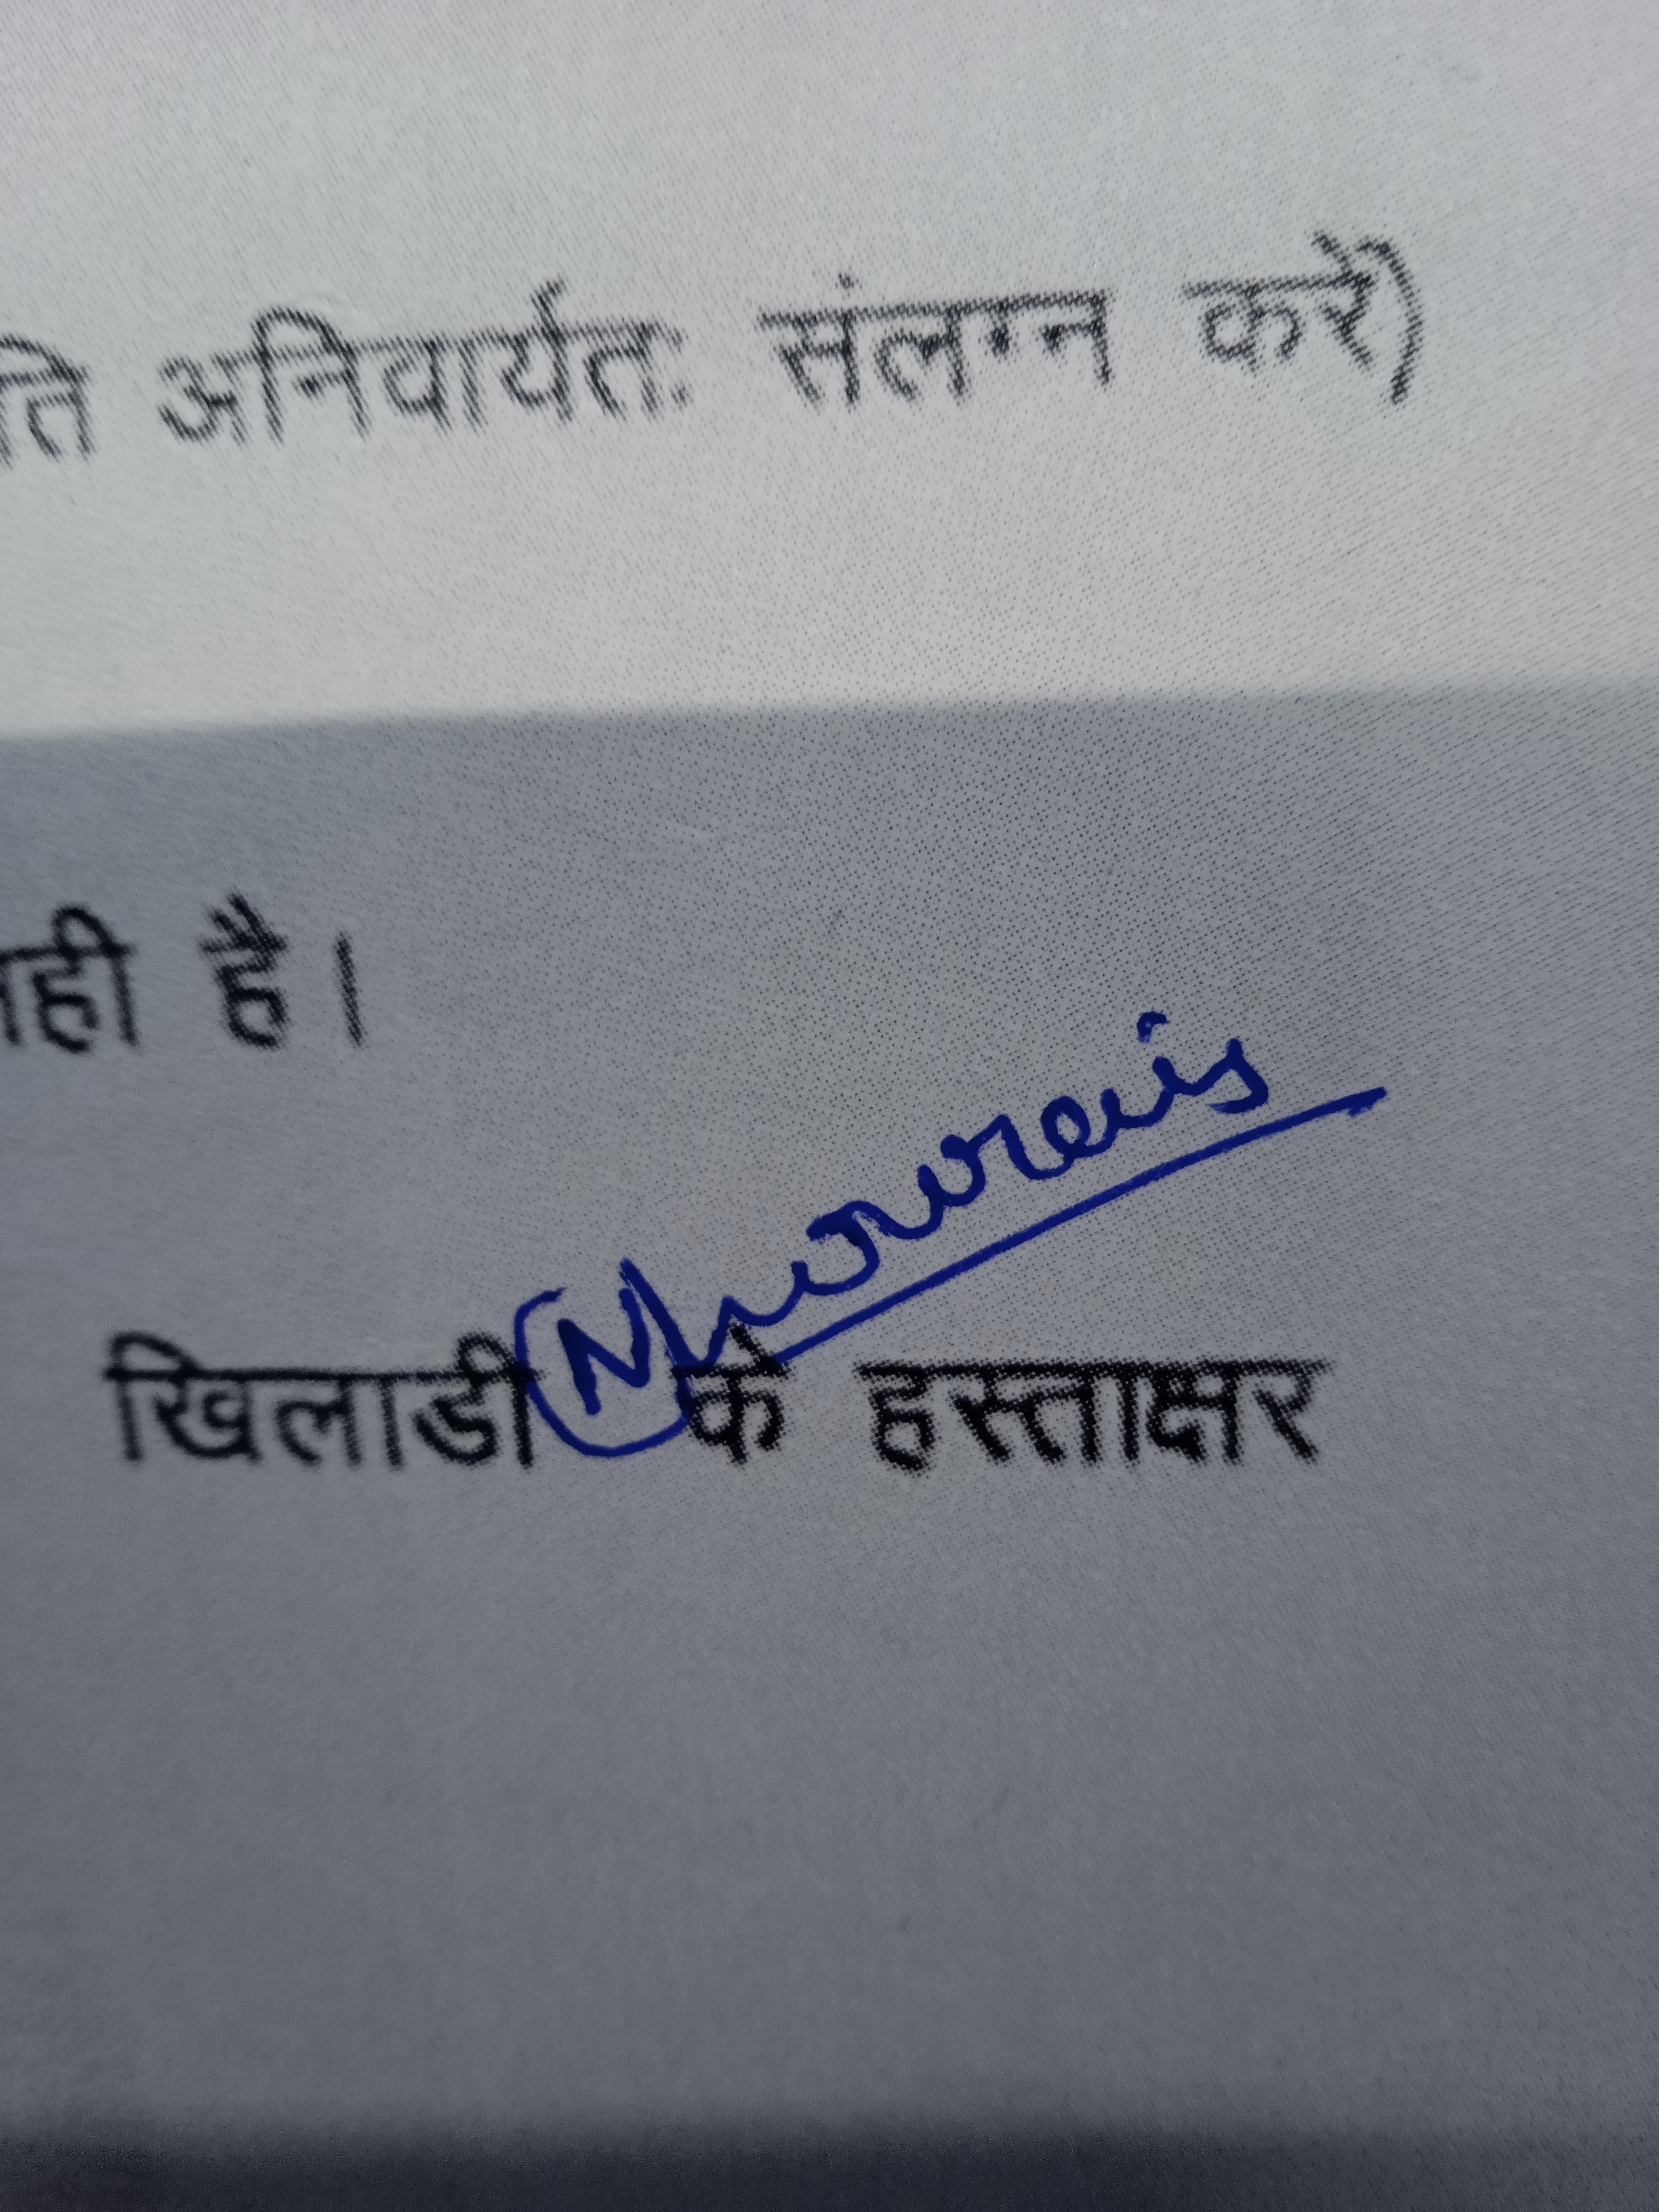 अनिवार्यतः संलग्न करें)
है।
खिलाडी के हस्ताक्षर